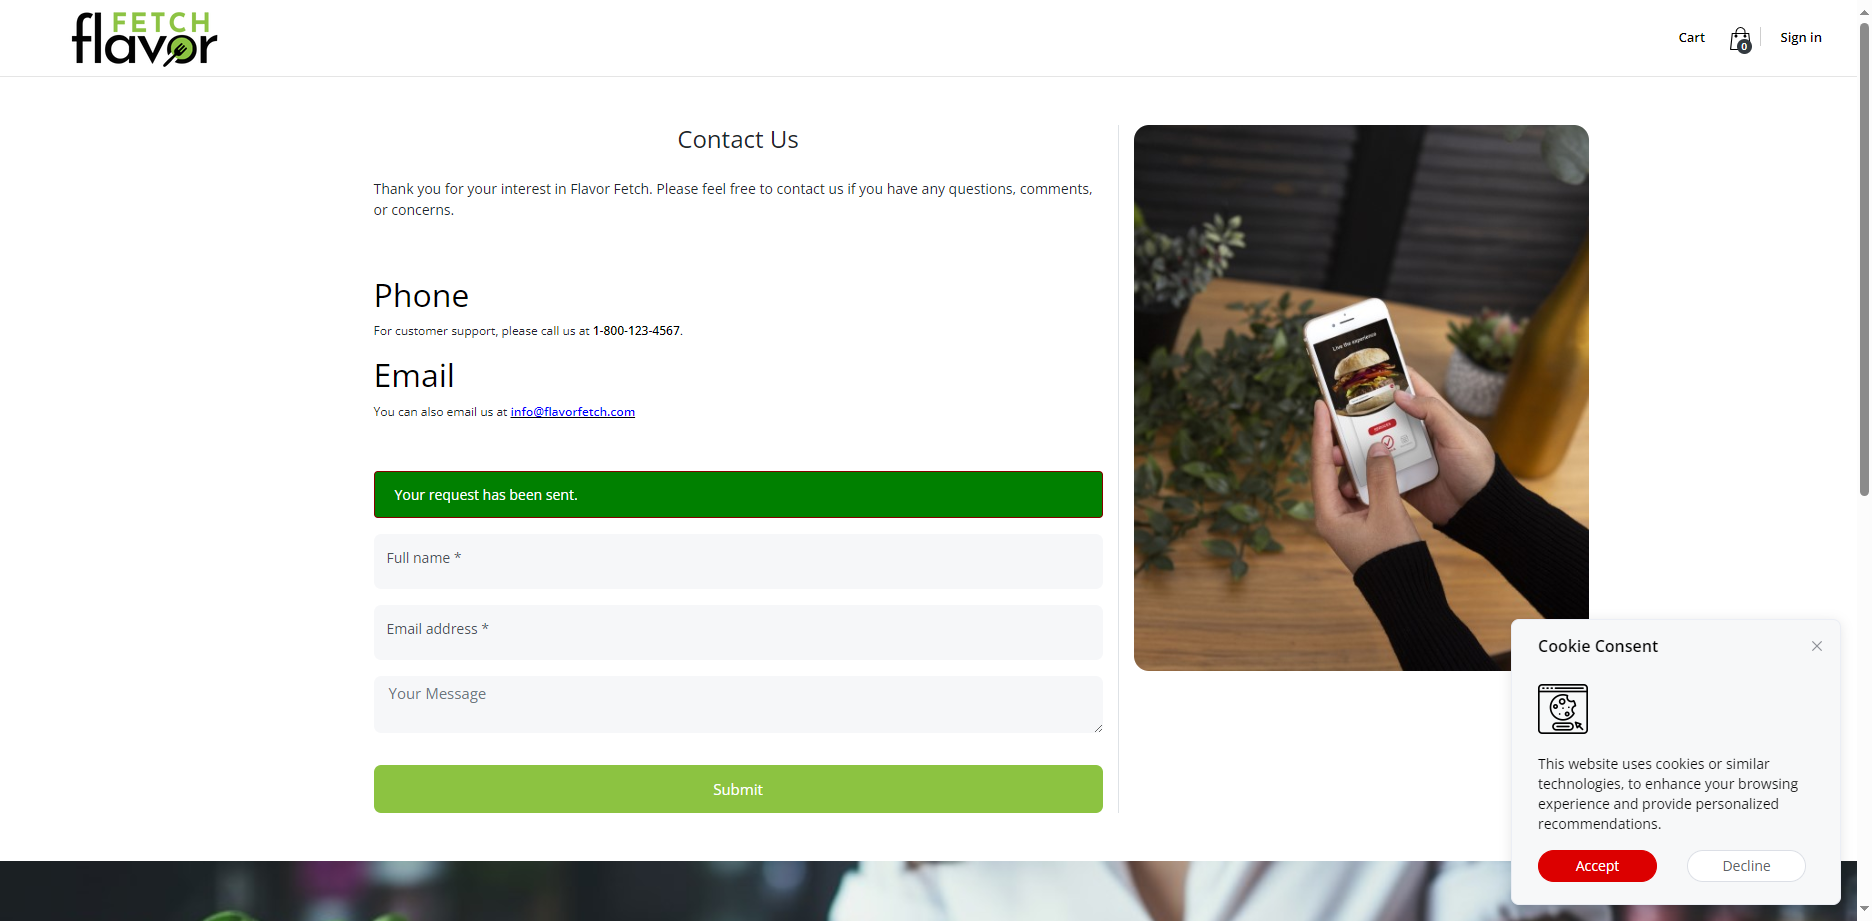 FETCH
flavor
Cart
0
Sign in
Contact Us
Thank you for your interest in Flavor Fetch. Please feel free to contact us if you have any questions, comments,
or concerns.
Phone
For customer support, please call us at 1-800-123-4567.
Email
You can also email us at info@flavorfetch.com
Your request has been sent.
Full name *
Email address *
Your Message
Submit
Live the experience
Cookie Consent
This website uses cookies or similar
technologies, to enhance your browsing
experience and provide personalized
recommendations.
Accept
Decline